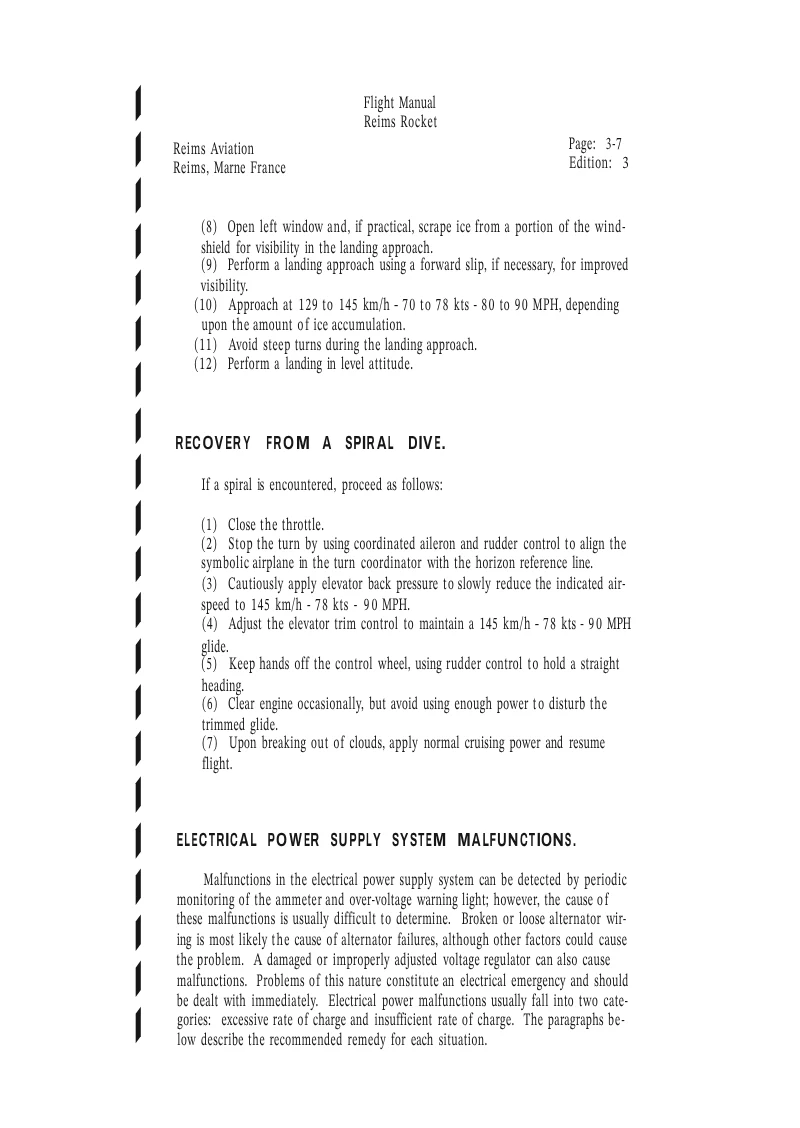 Flight Manual
Reims Rocket
Reims Aviation
Reims, Marne France
Page: 3-7
Edition: 3
(8) Open left window and, if practical, scrape ice from a portion of the wind-
shield for visibility in the landing approach.
(9) Perform a landing approach using a forward slip, if necessary, for improved
visibility.
(10) Approach at 129 to 145 km/h - 70 to 78 kts - 80 to 90 MPH, depending
upon the amount of ice accumulation.
(11) Avoid steep turns during the landing approach.
(12) Perform a landing in level attitude.
RECOVERY FROM A SPIRAL DIVE.
If a spiral is encountered, proceed as follows:
(1) Close the throttle.
(2) Stop the turn by using coordinated aileron and rudder control to align the
symbolic airplane in the turn coordinator with the horizon reference line.
(3) Cautiously apply elevator back pressure to slowly reduce the indicated air-
speed to 145 km/h - 78 kts - 90 MPH.
(4) Adjust the elevator trim control to maintain a 145 km/h - 78 kts - 90 MPH
glide.
(5) Keep hands off the control wheel, using rudder control to hold a straight
heading.
(6) Clear engine occasionally, but avoid using enough power to disturb the
trimmed glide.
(7) Upon breaking out of clouds, apply normal cruising power and resume
flight.
ELECTRICAL POWER SUPPLY SYSTEM MALFUNCTIONS.
Malfunctions in the electrical power supply system can be detected by periodic
monitoring of the ammeter and over-voltage warning light; however, the cause of
these malfunctions is usually difficult to determine. Broken or loose alternator wir-
ing is most likely the cause of alternator failures, although other factors could cause
the problem. A damaged or improperly adjusted voltage regulator can also cause
malfunctions. Problems of this nature constitute an electrical emergency and should
be dealt with immediately. Electrical power malfunctions usually fall into two cate-
gories: excessive rate of charge and insufficient rate of charge. The paragraphs be-
low describe the recommended remedy for each situation.